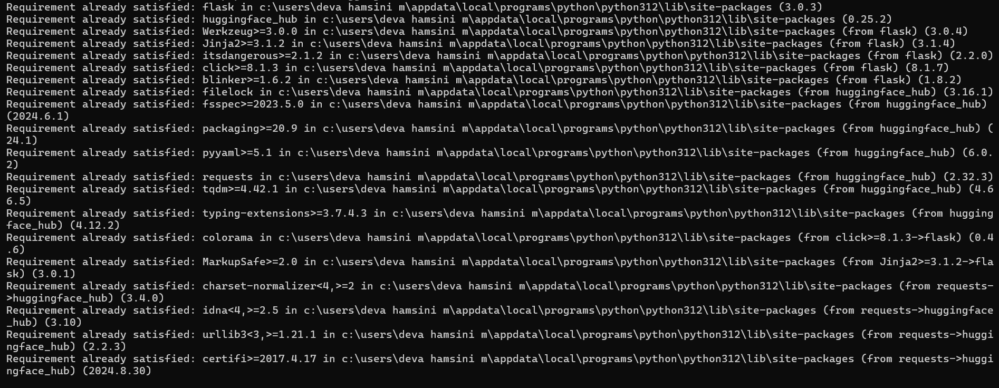 Requirement already satisfied: flask in c:\users\deva hamsini m\appdata\local\programs\python\python312\lib\site-packages (3.0.3)
Requirement already satisfied: huggingface_hub in c:\users\deva hamsini m\appdata\local\programs\python\python312\lib\site-packages (0.25.2)
Requirement already satisfied: Werkzeug>=3.0.0 in c:\users\deva hamsini m\appdata\local\programs\python\python312\lib\site-packages (from flask) (3.0.4)
Requirement already satisfied: Jinja2>=3.1.2 in c:\users\deva hamsini m\appdata\local\programs\python\python312\lib\site-packages (from flask) (3.1.4)
Requirement already satisfied: itsdangerous>=2.1.2 in c:\users\deva hamsini m\appdata\local\programs\python\python312\lib\site-packages (from flask) (2.2.0)
Requirement already satisfied: click>=8.1.3 in c:\users\deva hamsini m\appdata\local\programs\python\python312\lib\site-packages (from flask) (8.1.7)
Requirement already satisfied: blinker>=1.6.2 in c:\users\deva hamsini m\appdata\local\programs\python\python312\lib\site-packages (from flask) (1.8.2)
Requirement already satisfied: filelock in c:\users\deva hamsini m\appdata\local\programs\python\python312\lib\site-packages (from huggingface_hub) (3.16.1)
Requirement already satisfied: fsspec>=2023.5.0 in c:\users\deva hamsini m\appdata\local\programs\python\python312\lib\site-packages (from huggingface_hub)
(2024.6.1)
Requirement already satisfied: packaging>=20.9 in c:\users\deva hamsini m\appdata\local\programs\python\python312\lib\site-packages (from huggingface_hub) (
24.1)
Requirement already satisfied: pyyaml>=5.1 in c:\users\deva hamsini m\appdata\local\programs\python\python312\lib\site-packages (from huggingface_hub) (6.0.
2)
Requirement already satisfied: requests in c:\users\deva hamsini m\appdata\local\programs\python\python312\lib\site-packages (from huggingface_hub) (2.32.3)
Requirement already satisfied: tqdm>=4.42.1 in c:\users\deva hamsini m\appdata\local\programs\python\python312\lib\site-packages (from huggingface_hub) (4.6
6.5)
Requirement already satisfied: typing-extensions>=3.7.4.3 in c:\users\deva hamsini m\appdata\local\programs\python\python312\lib\site-packages (from hugging
face_hub) (4.12.2)
Requirement already satisfied: colorama in c:\users\deva hamsini m\appdata\local\programs\python\python312\lib\site-packages (from click>=8.1.3->flask) (0.4
.6)
Requirement already satisfied: MarkupSafe>=2.0 in c:\users\deva hamsini m\appdata\local\programs\python\python312\lib\site-packages (from Jinja2>=3.1.2->fla
sk) (3.0.1)
Requirement already satisfied: charset-normalizer<4,>=2 in c:\users\deva hamsini m\appdata\local\programs\python\python312\lib\site-packages (from requests-
>huggingface_hub) (3.4.0)
Requirement already satisfied: idna<4,>=2.5 in c:\users\deva hamsini m\appdata\local\programs\python\python312\lib\site-packages (from requests->huggingface
_hub) (3.10)
Requirement already satisfied: urllib3<3,>=1.21.1 in c:\users\deva hamsini m\appdata\local\programs\python\python312\lib\site-packages (from requests->huggi
ngface_hub) (2.2.3)
Requirement already satisfied: certifi>=2017.4.17 in c:\users\deva hamsini m\appdata\local\programs\python\python312\lib\site-packages (from requests->huggi
ngface_hub) (2024.8.30)